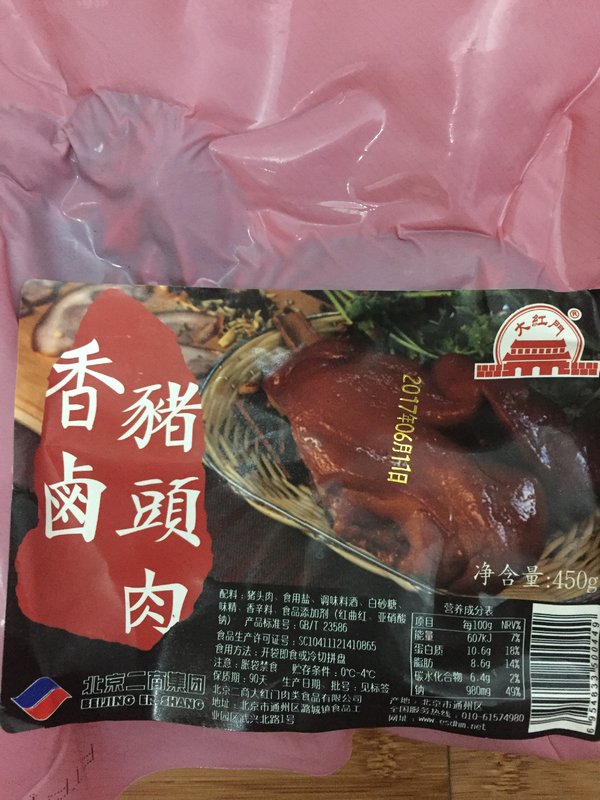 大紅門®
香鹵
豬頭肉
2017年06月11日
净含量:450g
配料：猪头肉、食用盐、调味料酒、白砂糖、
味精、香辛料、食品添加剂（红曲红、亚硝酸
钠） 产品标准号：GB/T 23586
食品生产许可证号：SC10411121410865
食用方法：开袋即食或冷切拼盘
注意：胀袋禁食 贮存条件：0℃-4℃
保质期：90天 生产日期、批号：见标签
北京二商大红门肉类食品有限公司
地址：北京市通州区潞城镇食品工
业园区武兴北路1号
营养成分表
项目 每100g NRV%
能量 607KJ 7%
蛋白质 10.6g 18%
脂肪 8.6g 14%
碳水化合物 6.4g 2%
钠 980mg 49%
产地：北京市通州区
全国服务热线：010-61574980
网址：www.esdhm.net
北京二商集团
BEIJING ER SHANG